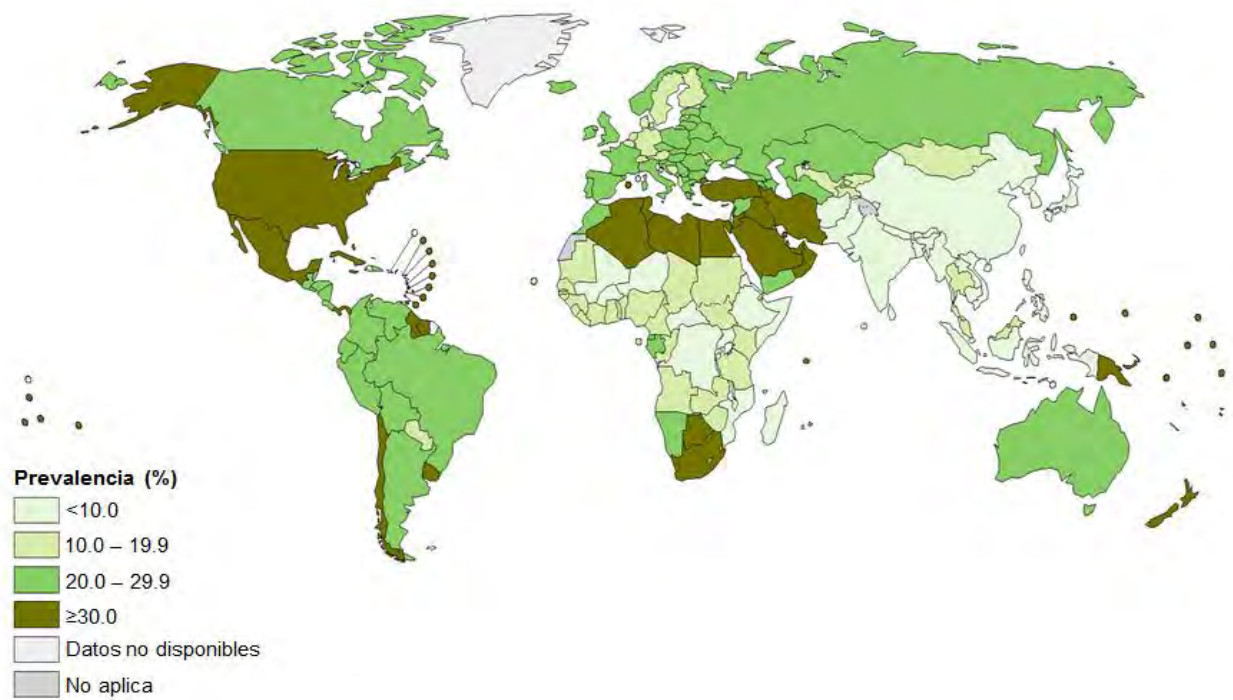 Prevalencia (%)
<10.0
10.0 – 19.9
20.0 – 29.9
≥30.0
Datos no disponibles
No aplica